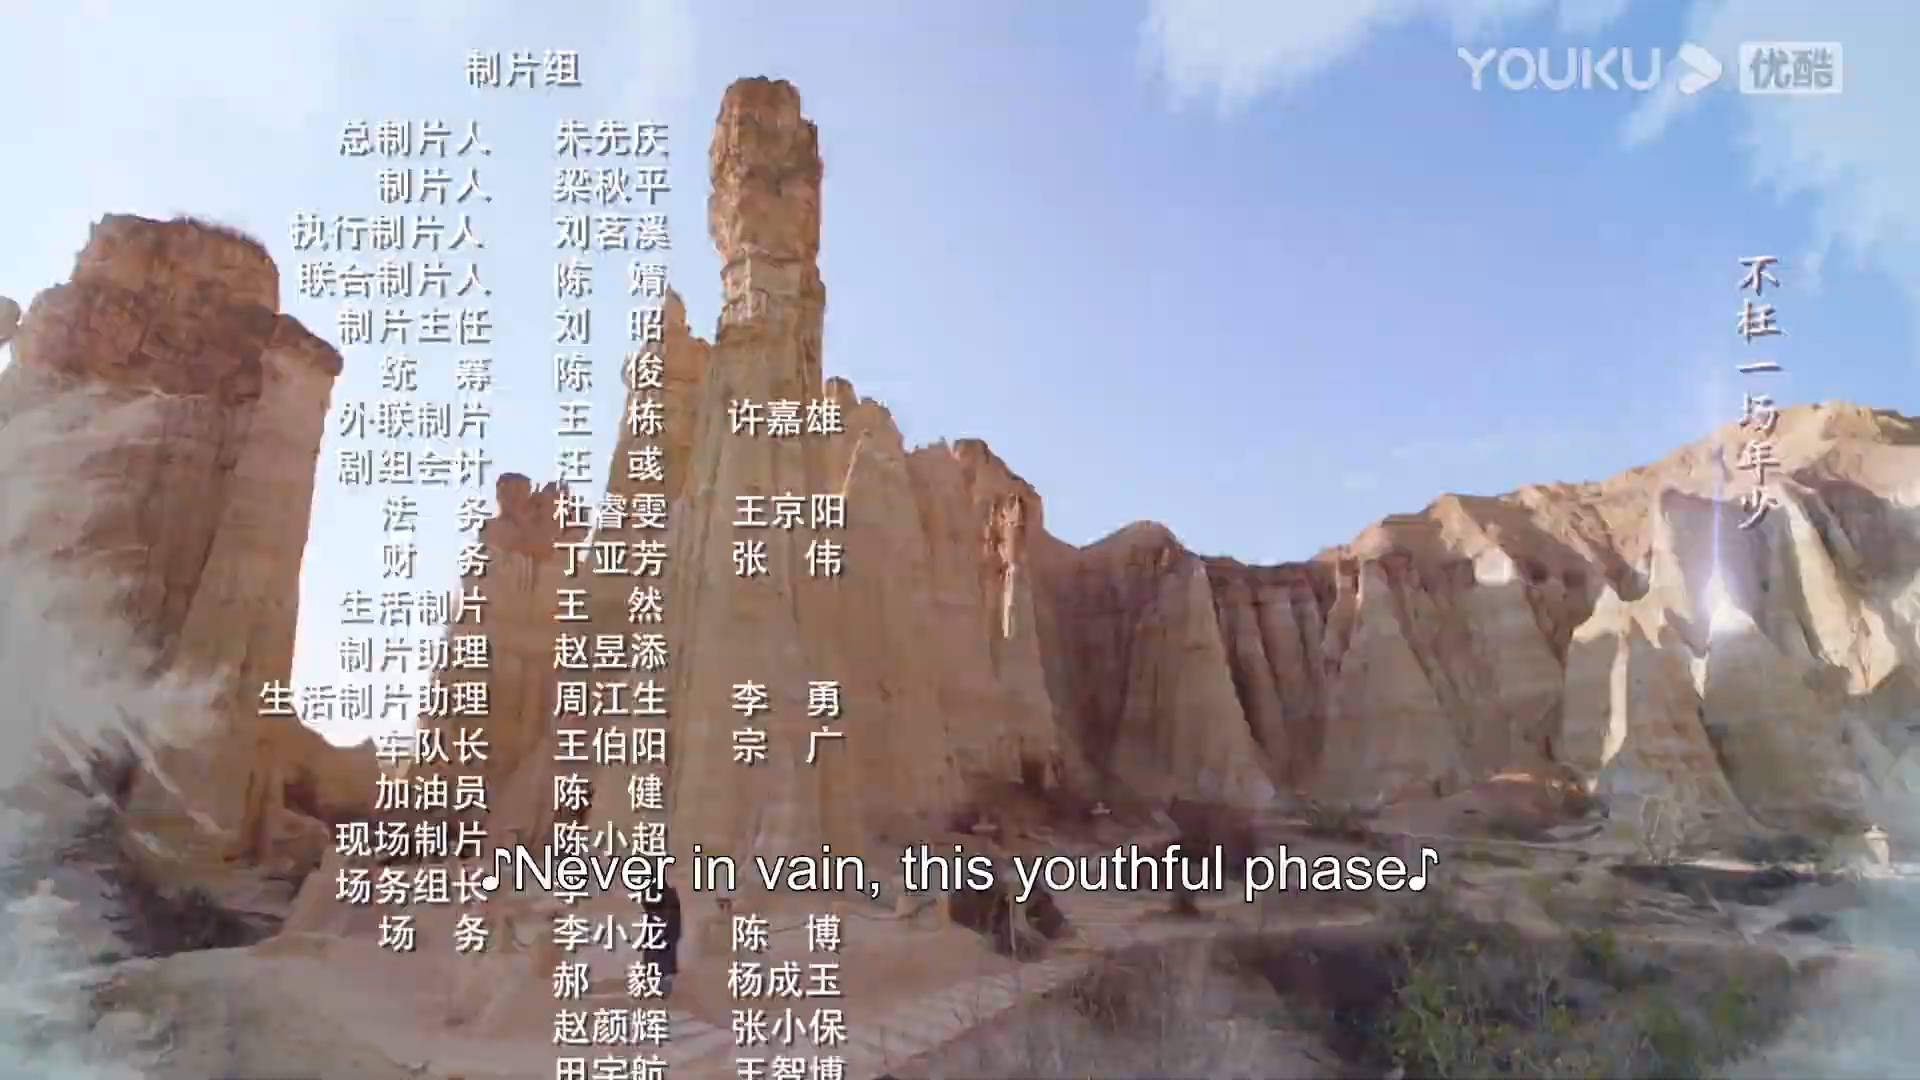 制片组
YOUKU 优酷
总制片人 朱先庆
制片人 梁秋平
执行制片人 刘茗溪
联合制片人 陈 婧
制片主任 刘 昭
统 筹 陈 俊
外联制片 王 栋 许嘉雄
剧组会计 汪 彧
法 务 杜睿雯 王京阳
财 务 丁亚芳 张 伟
生活制片 王 然
制片助理 赵昱添
生活制片助理 周江生 李 勇
车队长 王伯阳 宗 广
加油员 陈 健
现场制片 陈小超
场务组长 李
场 务 李小龙 陈 博
郝 毅 杨成玉
赵颜辉 张小保
田宇航 王智博
不枉一场年少
♪Never in vain, this youthful phase♪